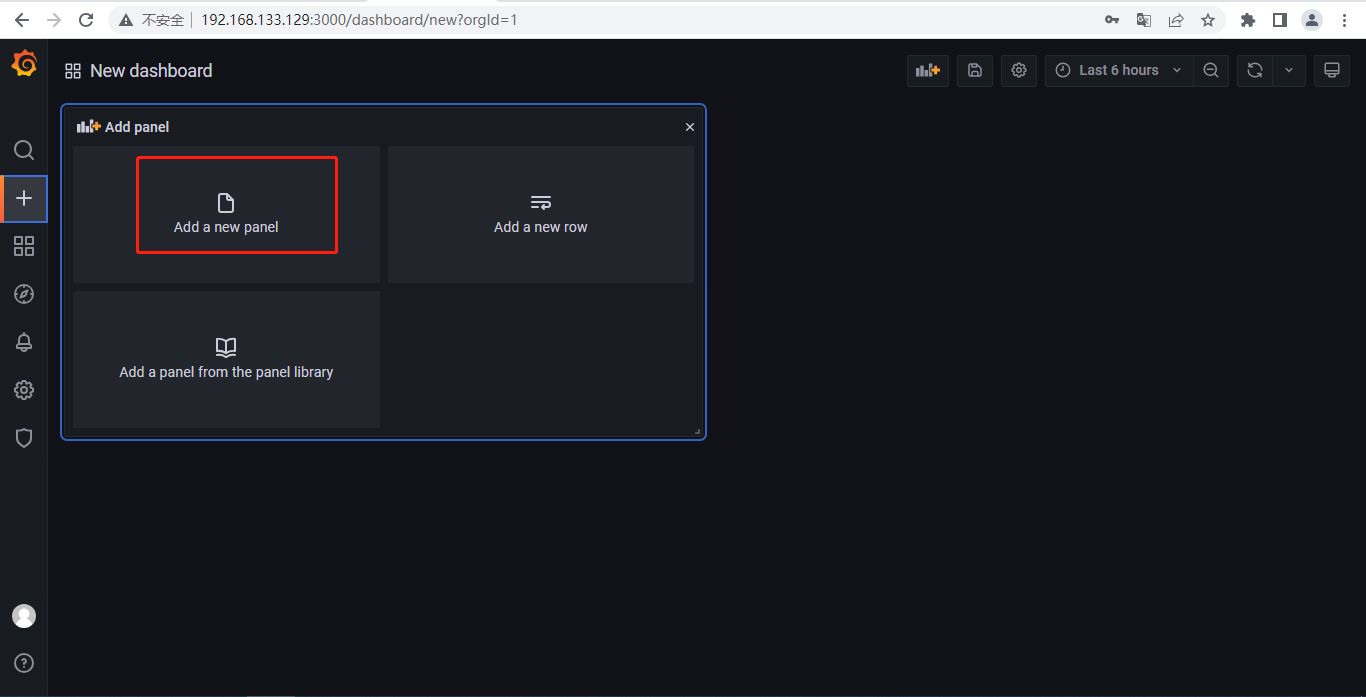 不安全 192.168.133.129:3000/dashboard/new?orgId=1
New dashboard
Last 6 hours
Add panel
Add a new panel
Add a new row
Add a panel from the panel library